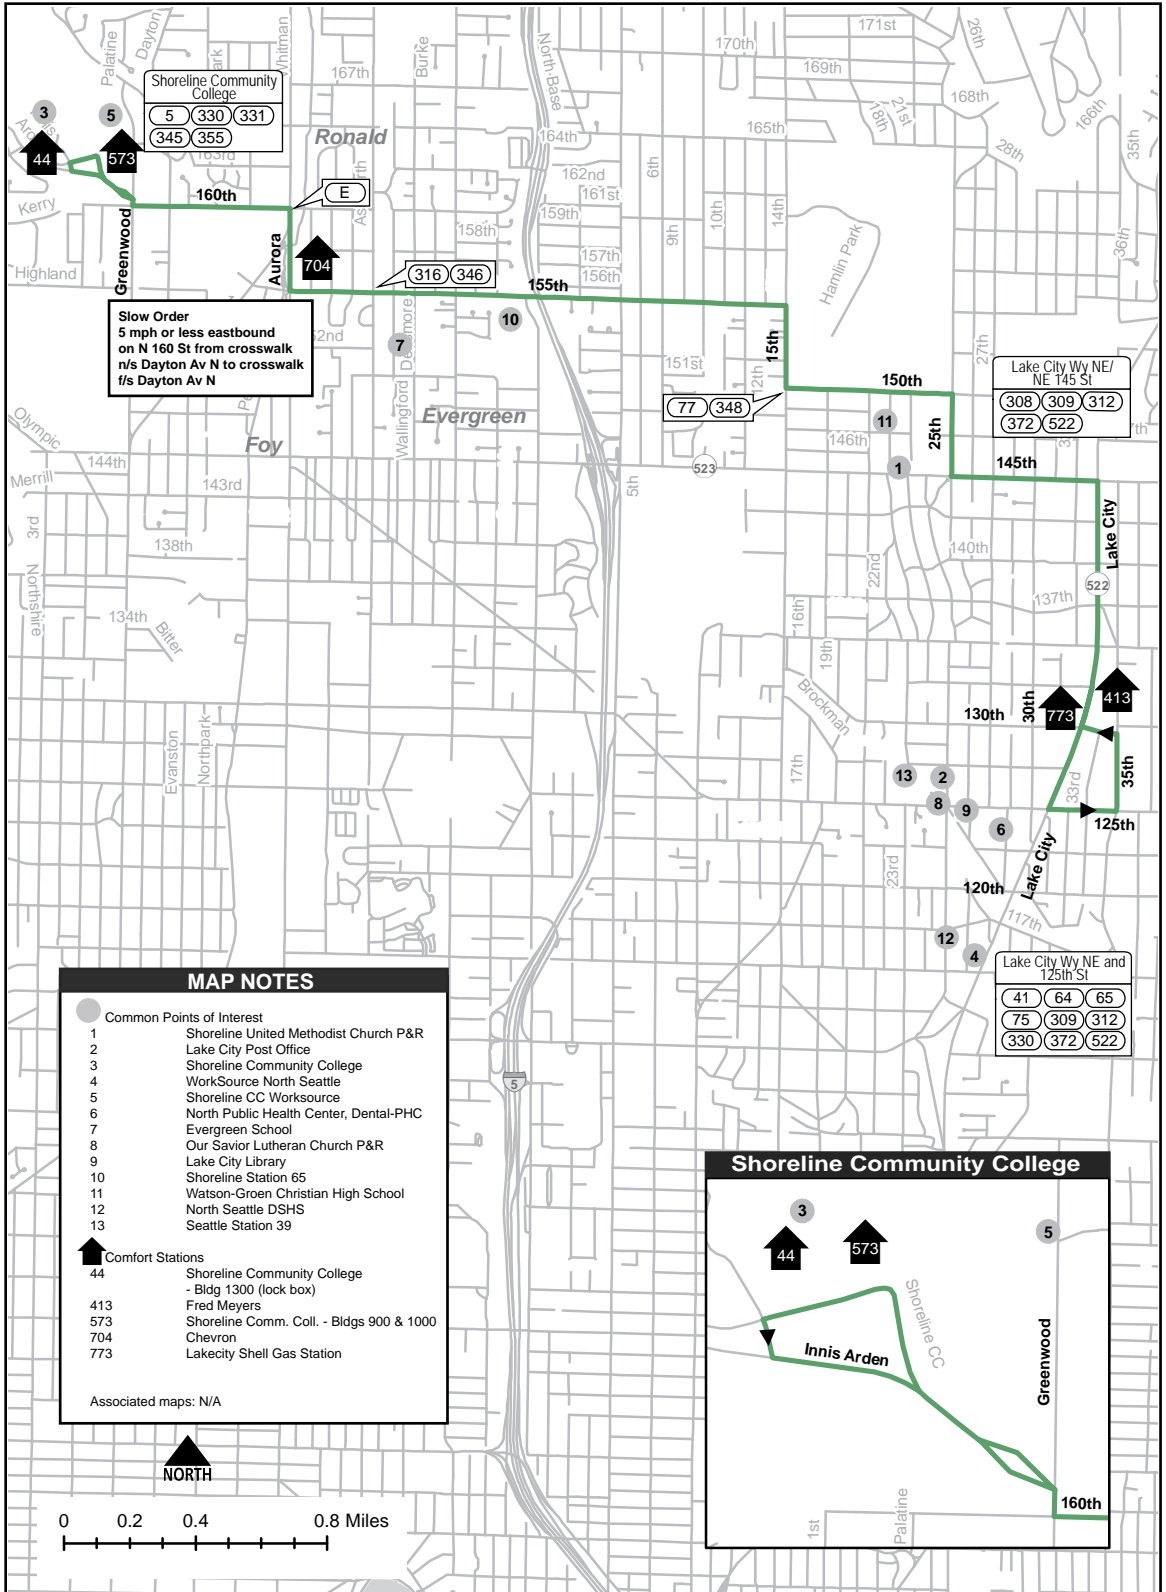 Palatine
Dayton
Park
Whitman
167th
Burke
North-Base
170th
171st
26th
169th
168th
166th
18th
21st
165th
164th
28th
35th
Shoreline Community
College
5 330 331
345 355
3
5
44
573
163rd
Ronald
162nd
161st
159th
158th
157th
156th
6th
9th
10th
14th
Hamlin Park
36th
Kerry
Highland
Greenwood
160th
E
Aurora
704
316 346
155th
Slow Order
5 mph or less eastbound
on N 160 St from crosswalk
n/s Dayton Av N to crosswalk
f/s Dayton Av N
10
7
Wallingford
Evergreen
Foy
151st
12th
15th
77 348
150th
27th
25th
Lake City Wy NE/
NE 145 St
308 309 312
372 522
11
146th
1
145th
523
5th
Olympic
Merrill
144th
143rd
3rd
138th
Northshire
134th
Bitter
22nd
140th
Lake City
522
137th
16th
19th
Brockman
130th
30th
773
413
17th
Evanston
Northpark
13
2
8
9
6
33rd
35th
125th
Lake City
23rd
120th
117th
12
4
Lake City Wy NE and
125th St
41 64 65
75 309 312
330 372 522
5
MAP NOTES
Common Points of Interest
1 Shoreline United Methodist Church P&R
2 Lake City Post Office
3 Shoreline Community College
4 WorkSource North Seattle
5 Shoreline CC Worksource
6 North Public Health Center, Dental-PHC
7 Evergreen School
8 Our Savior Lutheran Church P&R
9 Lake City Library
10 Shoreline Station 65
11 Watson-Groen Christian High School
12 North Seattle DSHS
13 Seattle Station 39
Comfort Stations
44 Shoreline Community College
- Bldg 1300 (lock box)
413 Fred Meyers
573 Shoreline Comm. Coll. - Bldgs 900 & 1000
704 Chevron
773 Lakecity Shell Gas Station
Associated maps: N/A
NORTH
0 0.2 0.4 0.8 Miles
Shoreline Community College
3
5
44
573
Shoreline CC
Innis Arden
Greenwood
160th
1st
Palatine